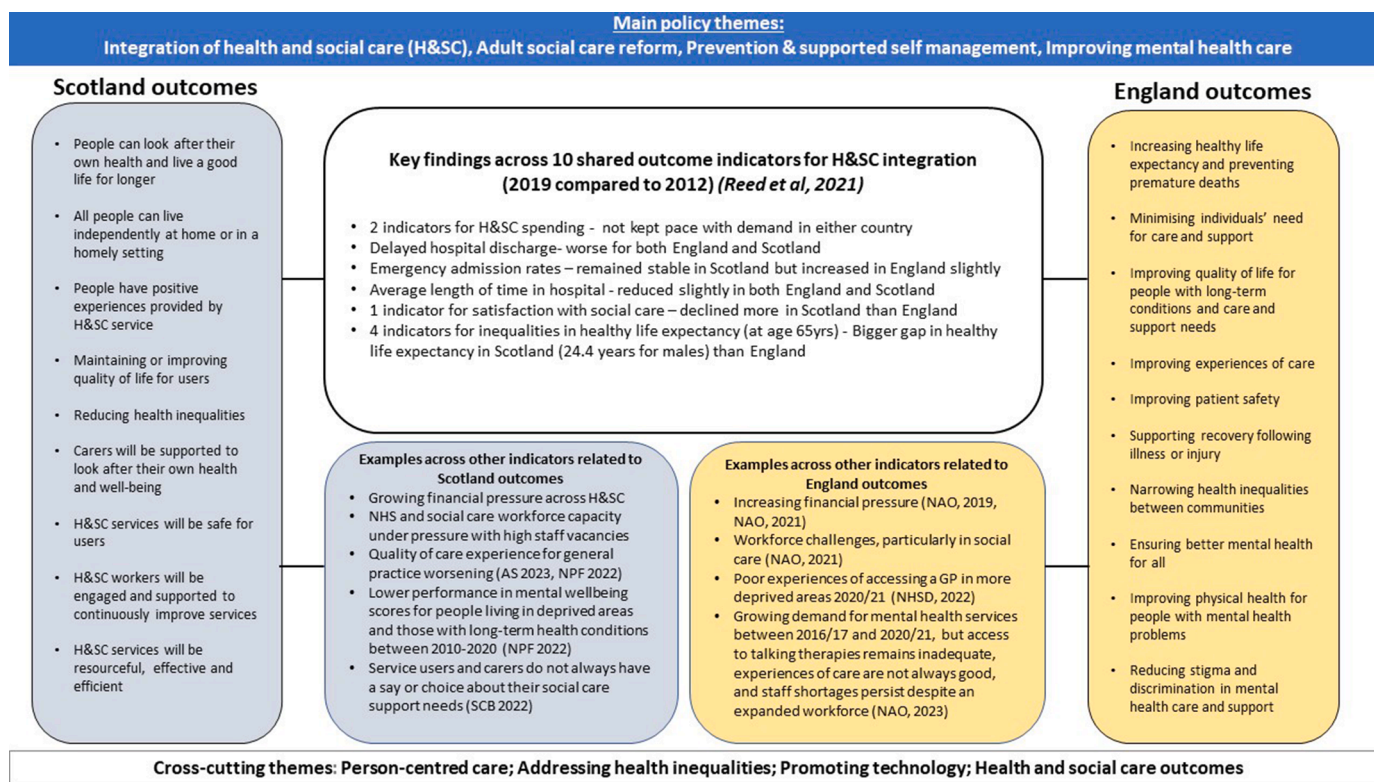 Main policy themes:
Integration of health and social care (H&SC), Adult social care reform, Prevention & supported self management, Improving mental health care
Scotland outcomes
• People can look after their
own health and live a good
life for longer
• All people can live
independently at home or in a
homely setting
• People have positive
experiences provided by
H&SC service
• Maintaining or improving
quality of life for users
• Reducing health inequalities
• Carers will be supported to
look after their own health
and well-being
• H&SC services will be safe for
users
• H&SC workers will be
engaged and supported to
continuously improve services
• H&SC services will be
resourceful, effective and
efficient
Key findings across 10 shared outcome indicators for H&SC integration
(2019 compared to 2012) (Reed et al, 2021)
• 2 indicators for H&SC spending - not kept pace with demand in either country
• Delayed hospital discharge- worse for both England and Scotland
• Emergency admission rates – remained stable in Scotland but increased in England slightly
• Average length of time in hospital - reduced slightly in both England and Scotland
• 1 indicator for satisfaction with social care – declined more in Scotland than England
• 4 indicators for inequalities in healthy life expectancy (at age 65yrs) - Bigger gap in healthy
life expectancy in Scotland (24.4 years for males) than England
Examples across other indicators related to
Scotland outcomes
• Growing financial pressure across H&SC
• NHS and social care workforce capacity
under pressure with high staff vacancies
• Quality of care experience for general
practice worsening (AS 2023, NPF 2022)
• Lower performance in mental wellbeing
scores for people living in deprived areas
and those with long-term health conditions
between 2010-2020 (NPF 2022)
• Service users and carers do not always have
a say or choice about their social care
support needs (SCB 2022)
Examples across other indicators related to
England outcomes
• Increasing financial pressure (NAO, 2019,
NAO, 2021)
• Workforce challenges, particularly in social
care (NAO, 2021)
• Poor experiences of accessing a GP in more
deprived areas 2020/21 (NHSD, 2022)
• Growing demand for mental health services
between 2016/17 and 2020/21, but access
to talking therapies remains inadequate,
experiences of care are not always good,
and staff shortages persist despite an
expanded workforce (NAO, 2023)
England outcomes
• Increasing healthy life
expectancy and preventing
premature deaths
• Minimising individuals' need
for care and support
• Improving quality of life for
people with long-term
conditions and care and
support needs
• Improving experiences of care
• Improving patient safety
• Supporting recovery following
illness or injury
• Narrowing health inequalities
between communities
• Ensuring better mental health
for all
• Improving physical health for
people with mental health
problems
• Reducing stigma and
discrimination in mental
health care and support
Cross-cutting themes: Person-centred care; Addressing health inequalities; Promoting technology; Health and social care outcomes